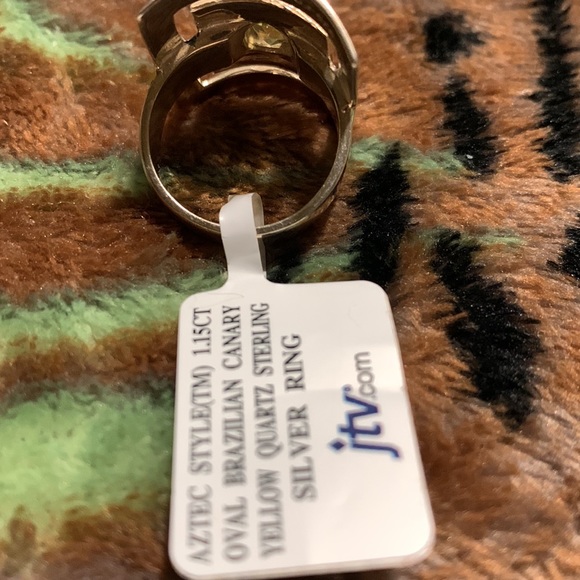 AZTEC STYLE(TM) 1.15CT
OVAL BRAZILIAN CANARY
YELLOW QUARTZ STERLING
SILVER RING
jtv.com